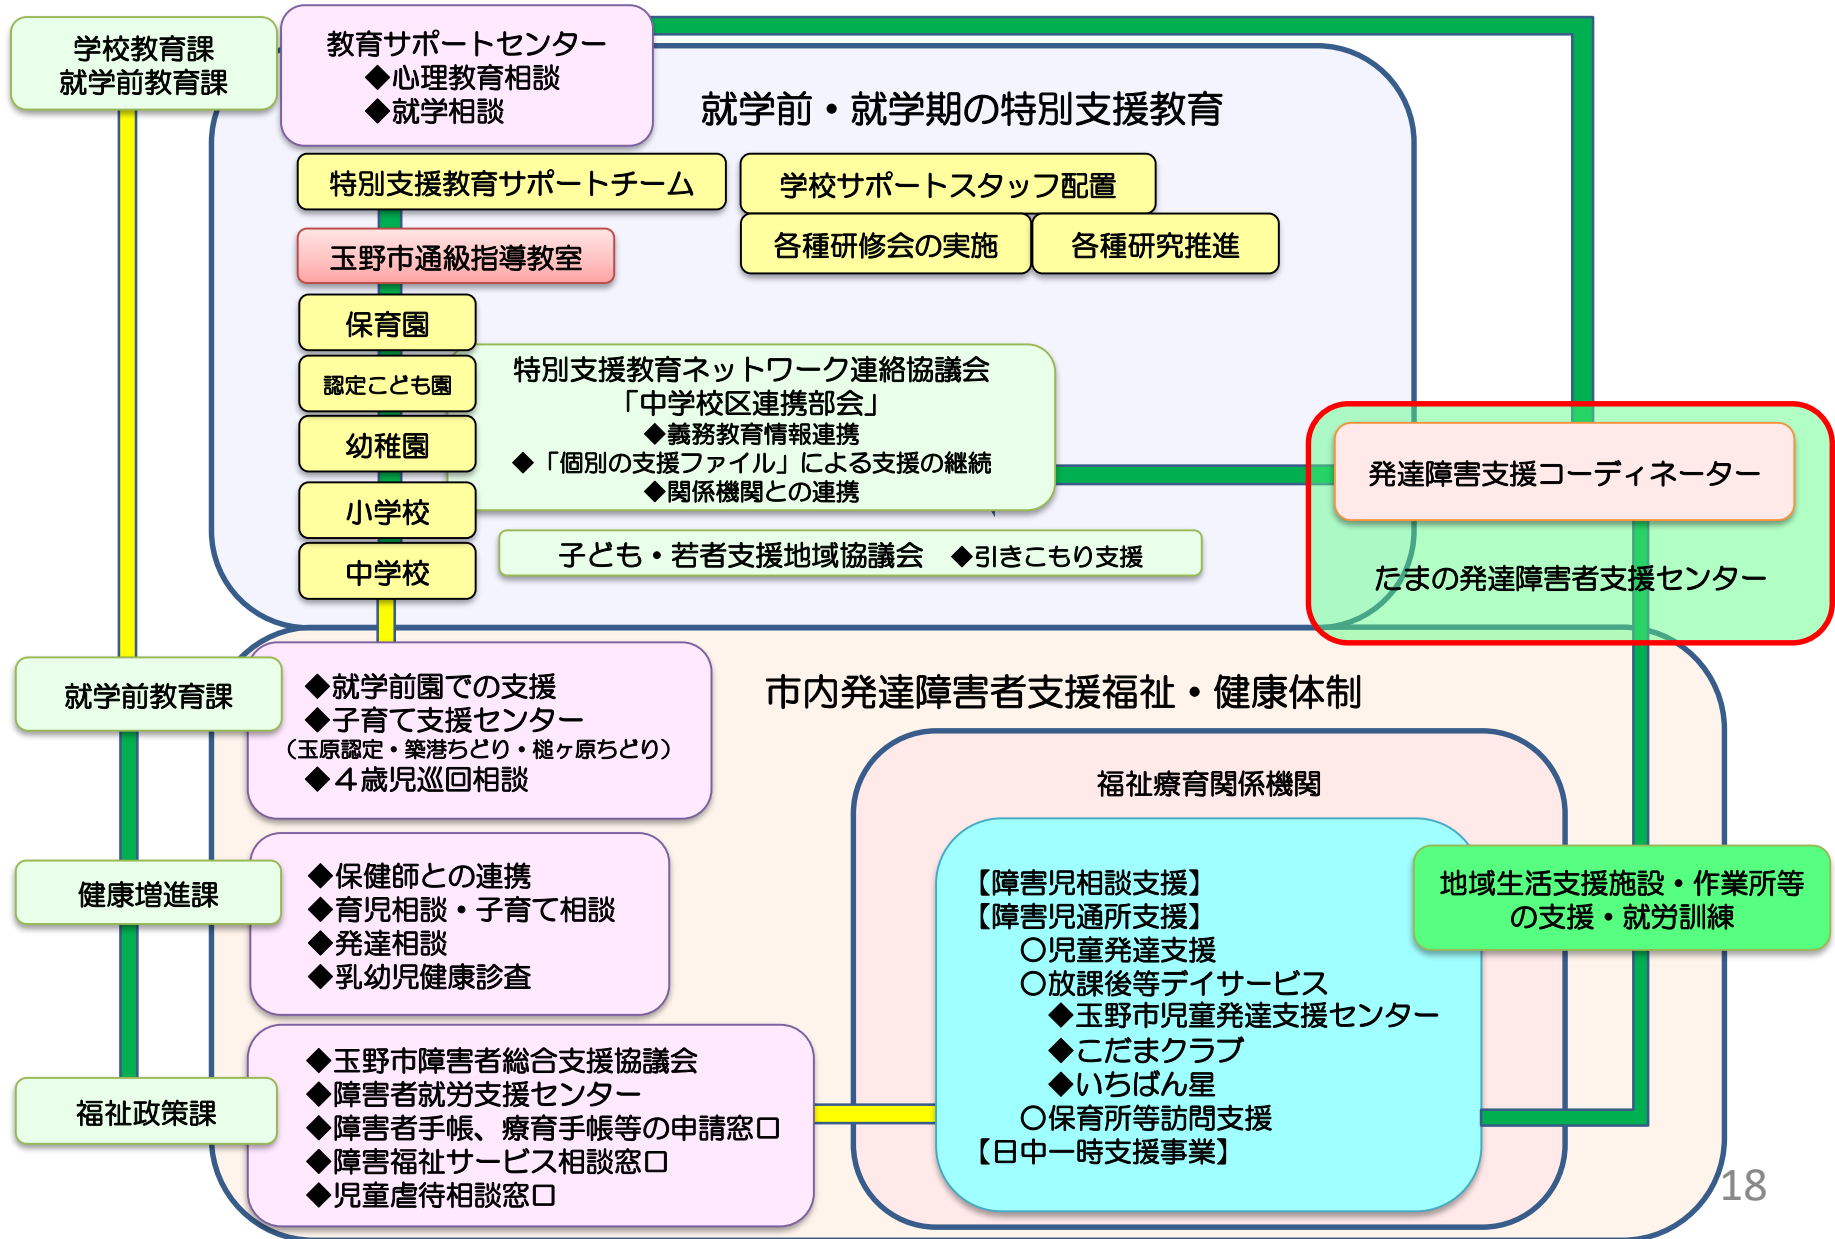 学校教育課
就学前教育課
教育サポートセンター
◆心理教育相談
◆就学相談
就学前・就学期の特別支援教育
特別支援教育サポートチーム
学校サポートスタッフ配置
玉野市通級指導教室
各種研修会の実施
各種研究推進
保育園
認定こども園
幼稚園
小学校
中学校
特別支援教育ネットワーク連絡協議会
「中学校区連携部会」
◆義務教育情報連携
◆「個別の支援ファイル」による支援の継続
◆関係機関との連携
子ども・若者支援地域協議会 ◆引きこもり支援
発達障害支援コーディネーター
たまの発達障害者支援センター
就学前教育課
◆就学前園での支援
◆子育て支援センター
（玉原認定・築港ちどり・槌ヶ原ちどり）
◆４歳児巡回相談
市内発達障害者支援福祉・健康体制
健康増進課
◆保健師との連携
◆育児相談・子育て相談
◆発達相談
◆乳幼児健康診査
福祉政策課
◆玉野市障害者総合支援協議会
◆障害者就労支援センター
◆障害者手帳、療育手帳等の申請窓口
◆障害福祉サービス相談窓口
◆児童虐待相談窓口
福祉療育関係機関
【障害児相談支援】
【障害児通所支援】
〇児童発達支援
〇放課後等デイサービス
◆玉野市児童発達支援センター
◆こだまクラブ
◆いちばん星
〇保育所等訪問支援
【日中一時支援事業】
地域生活支援施設・作業所等
の支援・就労訓練
18